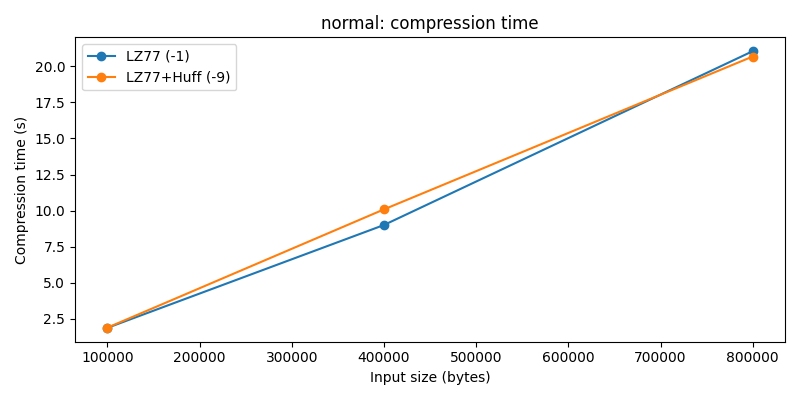 normal: compression time
LZ77 (-1)
LZ77+Huff (-9)
Compression time (s)
20.0
17.5
15.0
12.5
10.0
7.5
5.0
2.5
100000 200000 300000 400000 500000 600000 700000 800000
Input size (bytes)